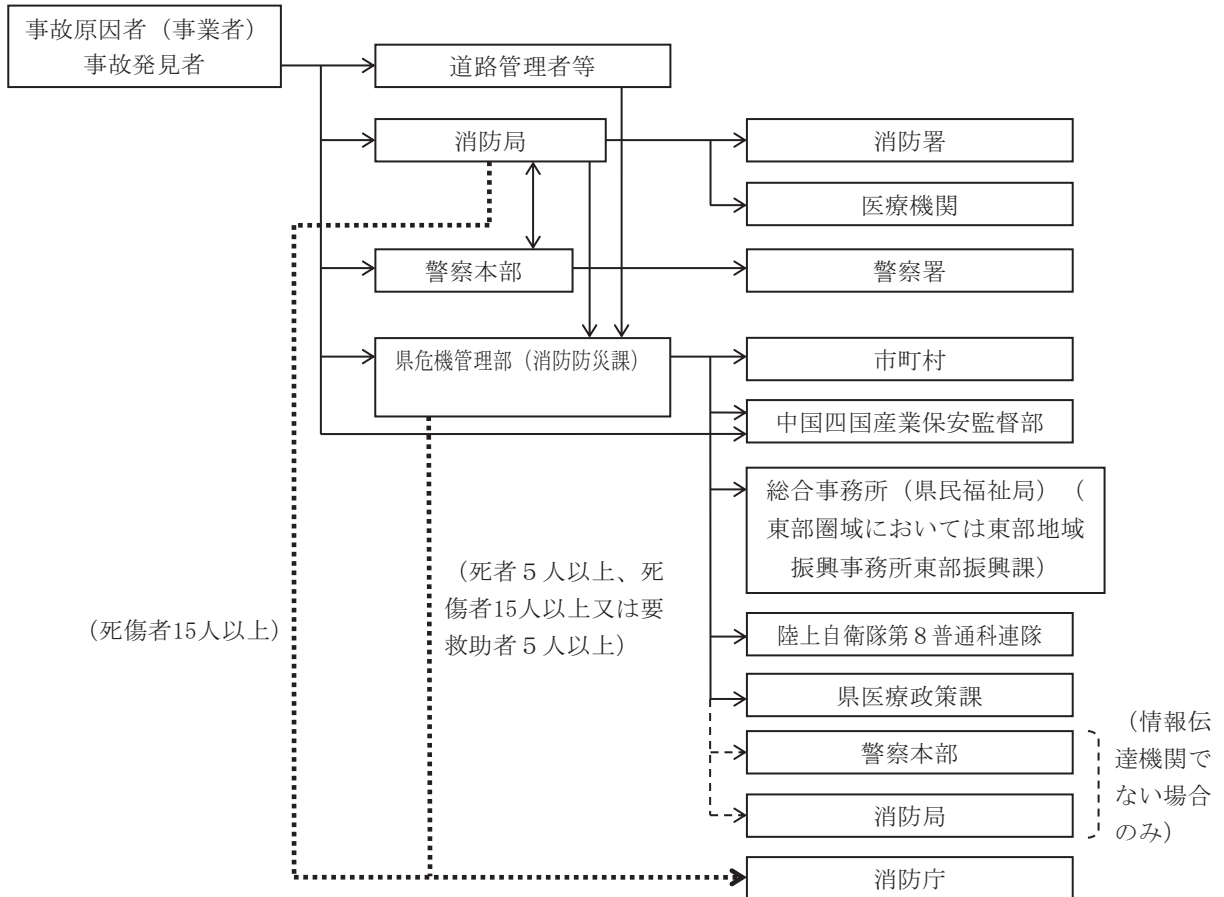 事故原因者（事業者）
事故発見者
道路管理者等
消防局
消防署
医療機関
警察本部
警察署
県危機管理部（消防防災課）
市町村
中国四国産業保安監督部
総合事務所（県民福祉局）（
東部圏域においては東部地域
振興事務所東部振興課）
（死者５人以上、死
傷者15人以上又は要
救助者５人以上）
（死傷者15人以上）
陸上自衛隊第８普通科連隊
県医療政策課
警察本部
消防局
（情報伝
達機関で
ない場合
のみ）
消防庁